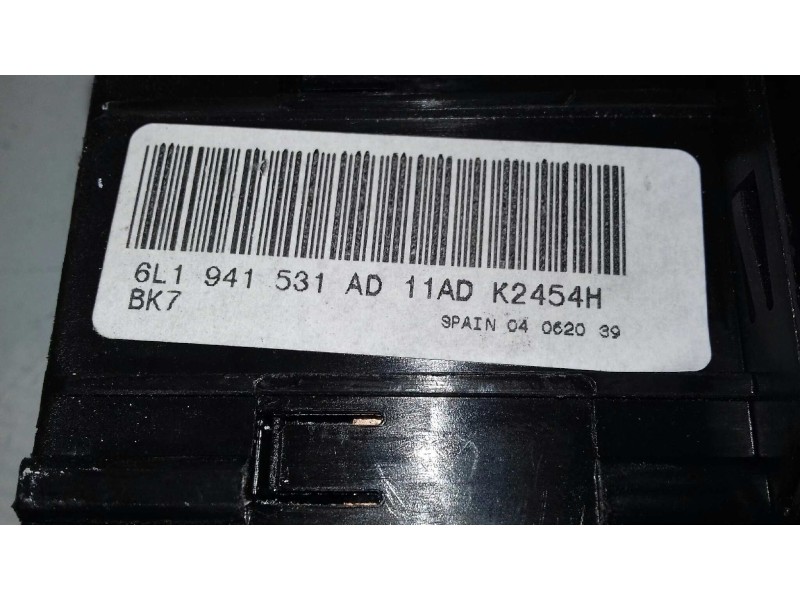 6L1 941 531 AD 11AD K2454H
BK7
SPAIN 04 0620 39